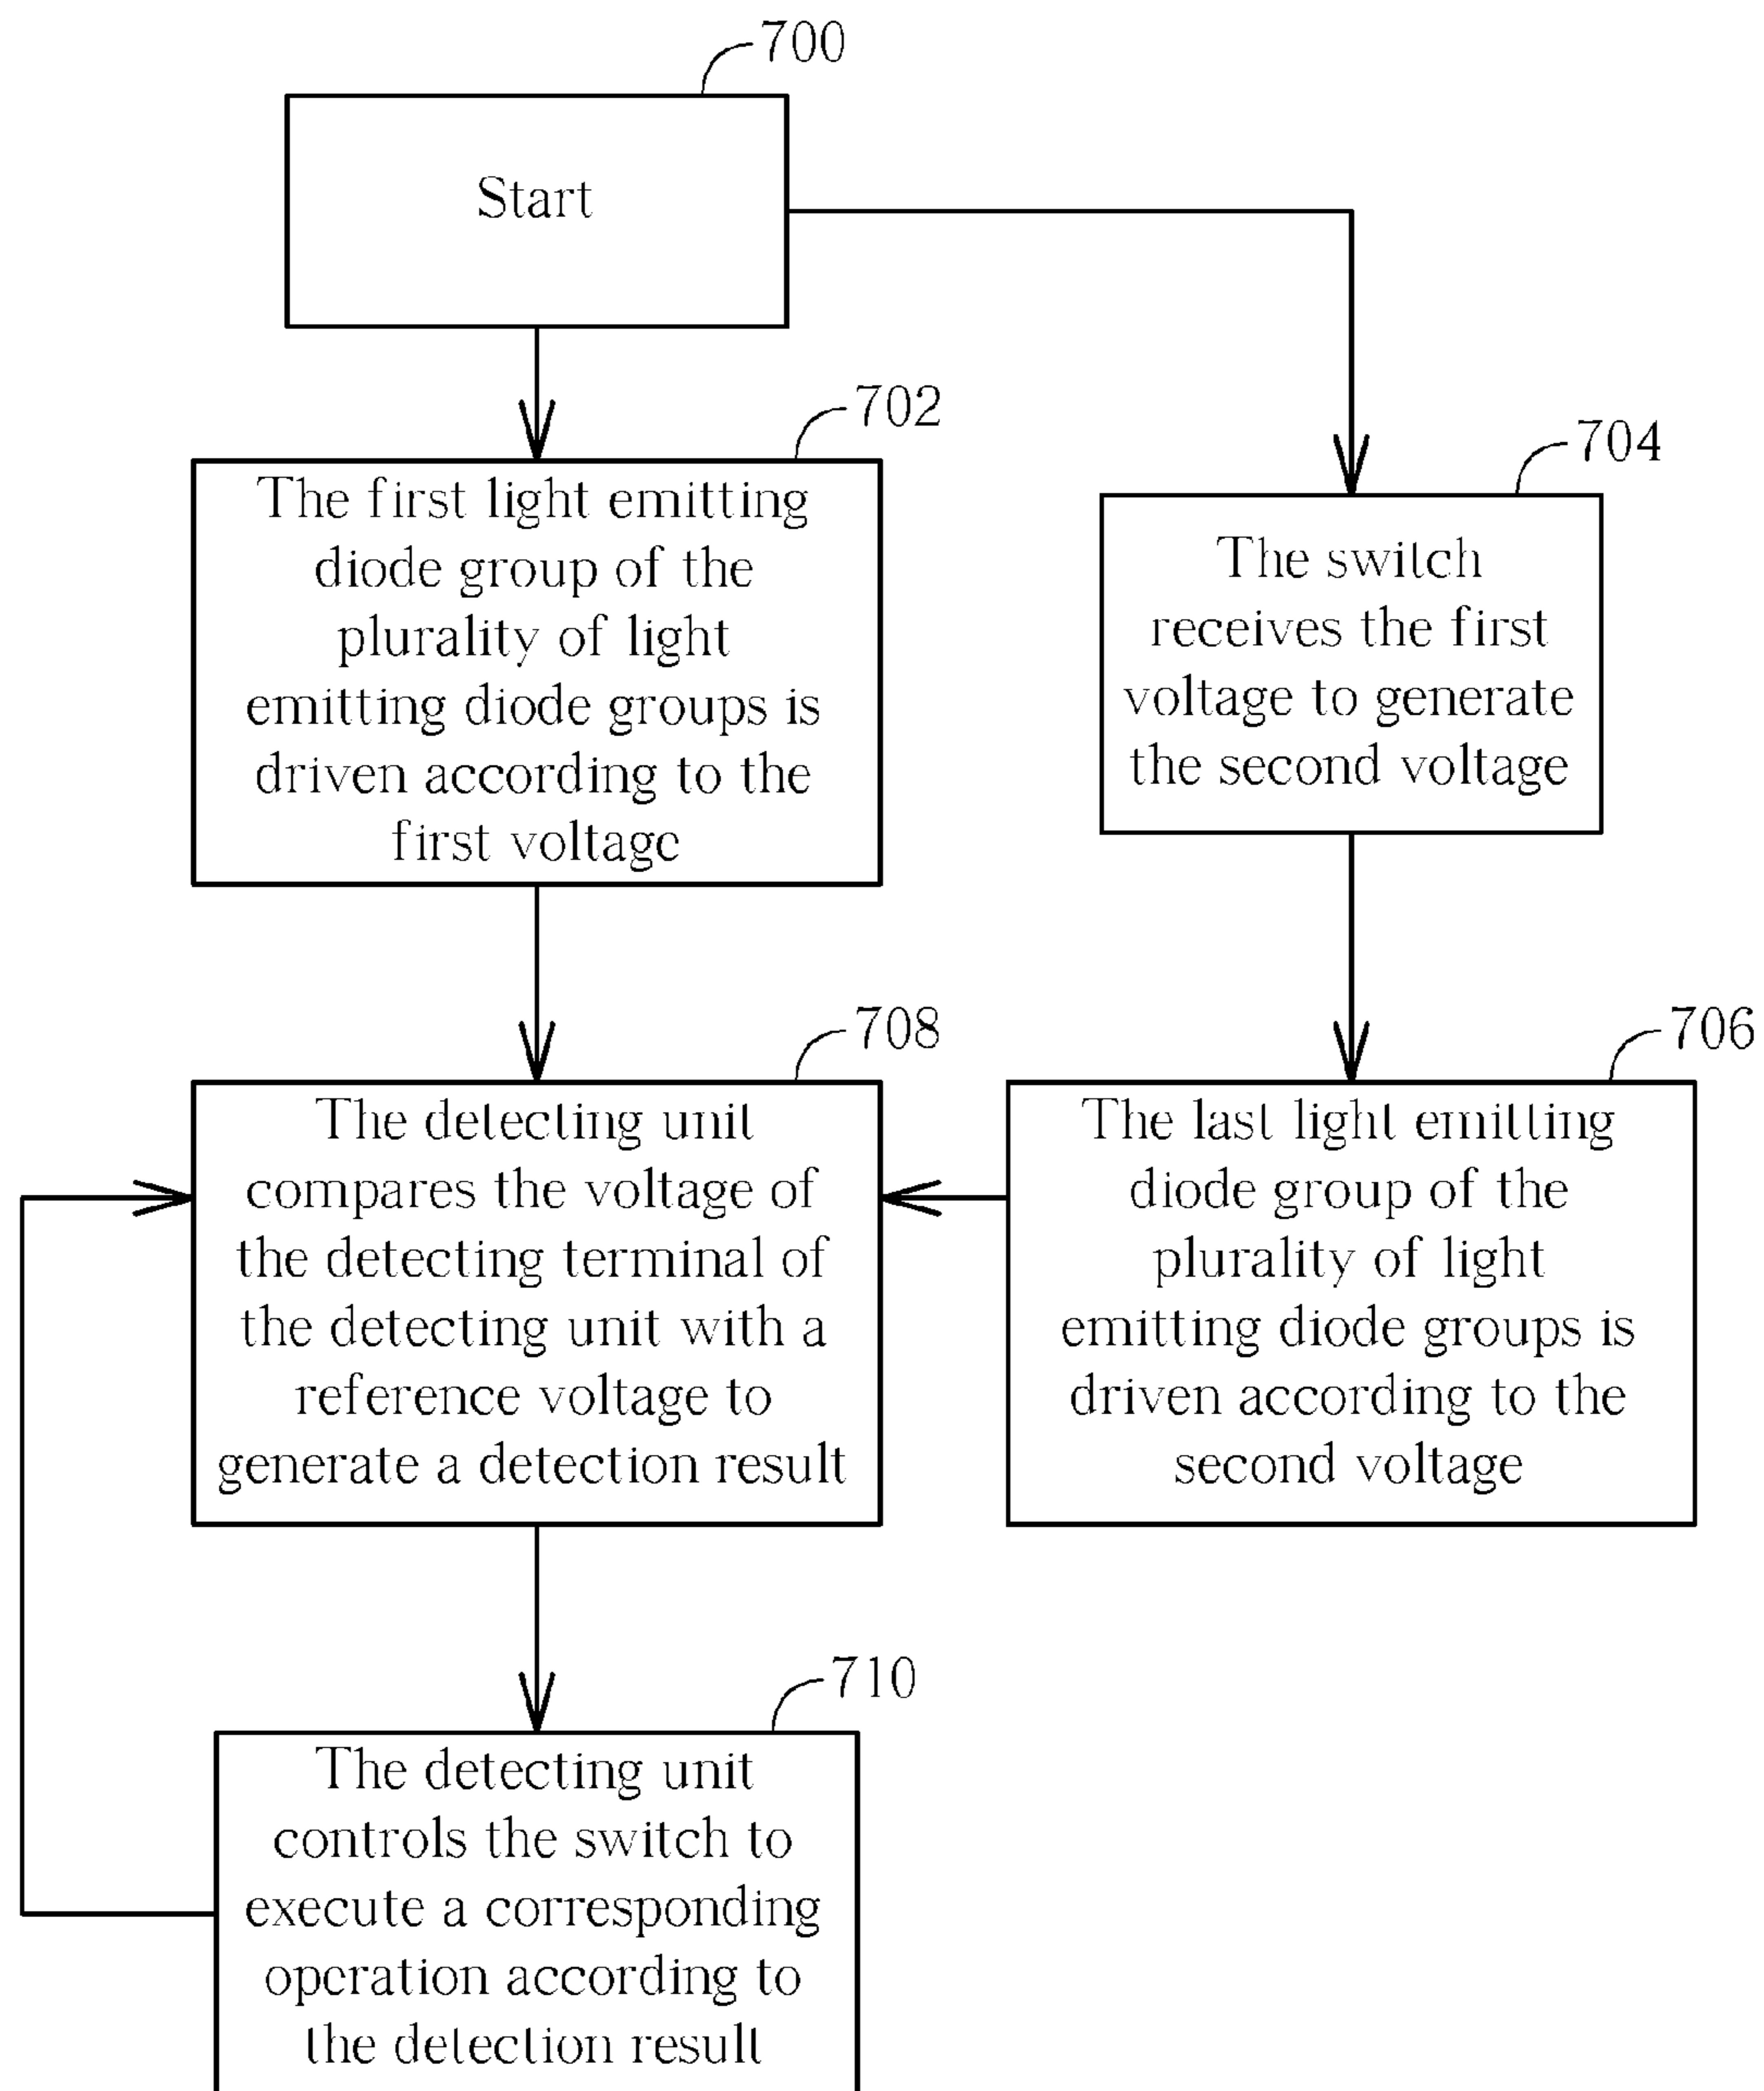 700
Start
702
The first light emitting
diode group of the
plurality of light
emitting diode groups is
driven according to the
first voltage
704
The switch
receives the first
voltage to generate
the second voltage
708
The detecting unit
compares the voltage of
the detecting terminal of
the detecting unit with a
reference voltage to
generate a detection result
706
The last light emitting
diode group of the
plurality of light
emitting diode groups is
driven according to the
second voltage
710
The detecting unit
controls the switch to
execute a corresponding
operation according to
the detection result